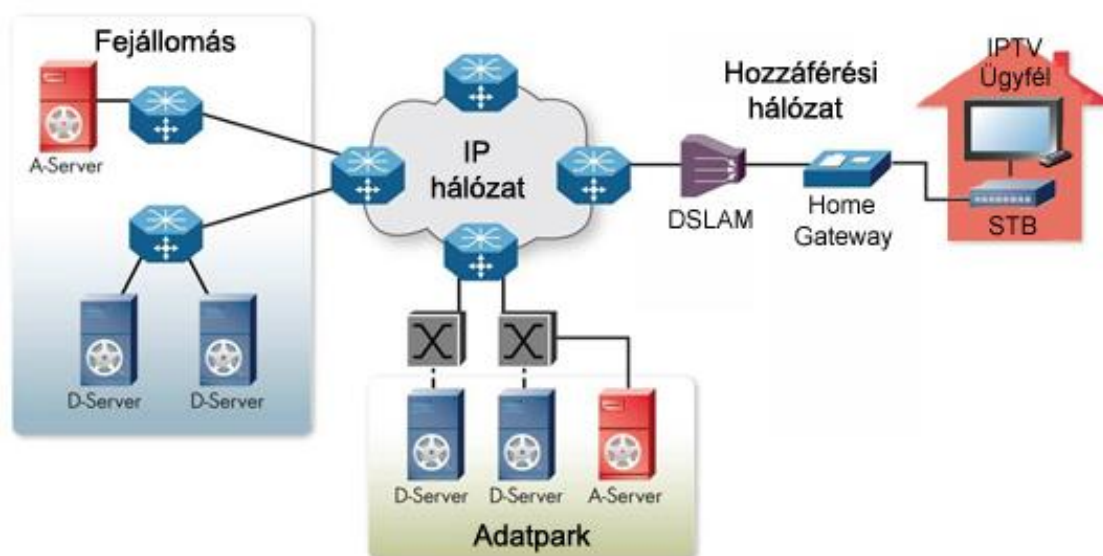 Fejállomás
A-Server
D-Server
D-Server
IP
hálózat
DSLAM
Hozzáférési
hálózat
Home
Gateway
IPTV
Ügyfél
STB
D-Server
D-Server
A-Server
Adatpark